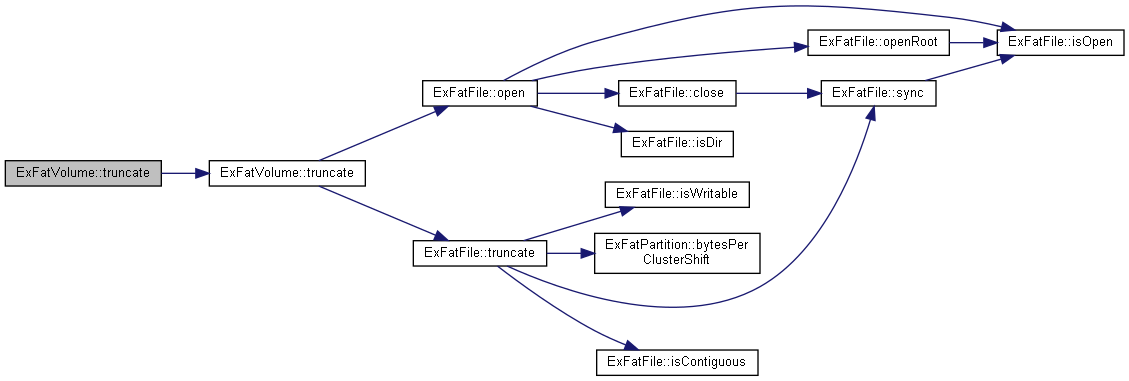 ExFatVolume::truncate
ExFatVolume::truncate
ExFatFile::open
ExFatFile::openRoot
ExFatFile::isOpen
ExFatFile::close
ExFatFile::sync
ExFatFile::isDir
ExFatFile::truncate
ExFatFile::isWritable
ExFatPartition::bytesPer
ClusterShift
ExFatFile::isContiguous